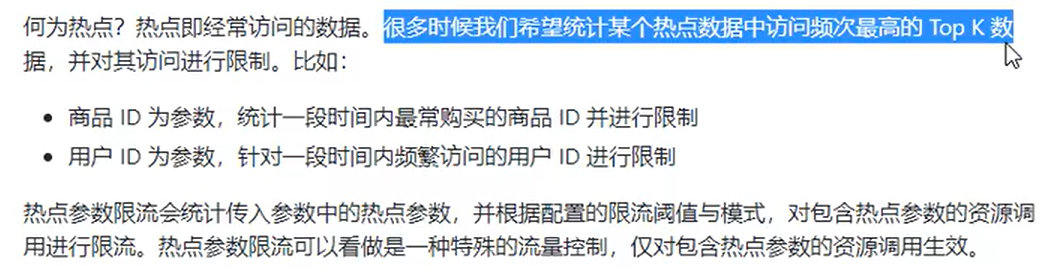 何为热点？热点即经常访问的数据。很多时候我们希望统计某个热点数据中访问频次最高的 Top K 数
据，并对其访问进行限制。比如：
• 商品 ID 为参数，统计一段时间内最常购买的商品 ID 并进行限制
• 用户 ID 为参数，针对一段时间内频繁访问的用户 ID 进行限制
热点参数限流会统计传入参数中的热点参数，并根据配置的限流阈值与模式，对包含热点参数的资源调
用进行限流。热点参数限流可以看做是一种特殊的流量控制，仅对包含热点参数的资源调用生效。